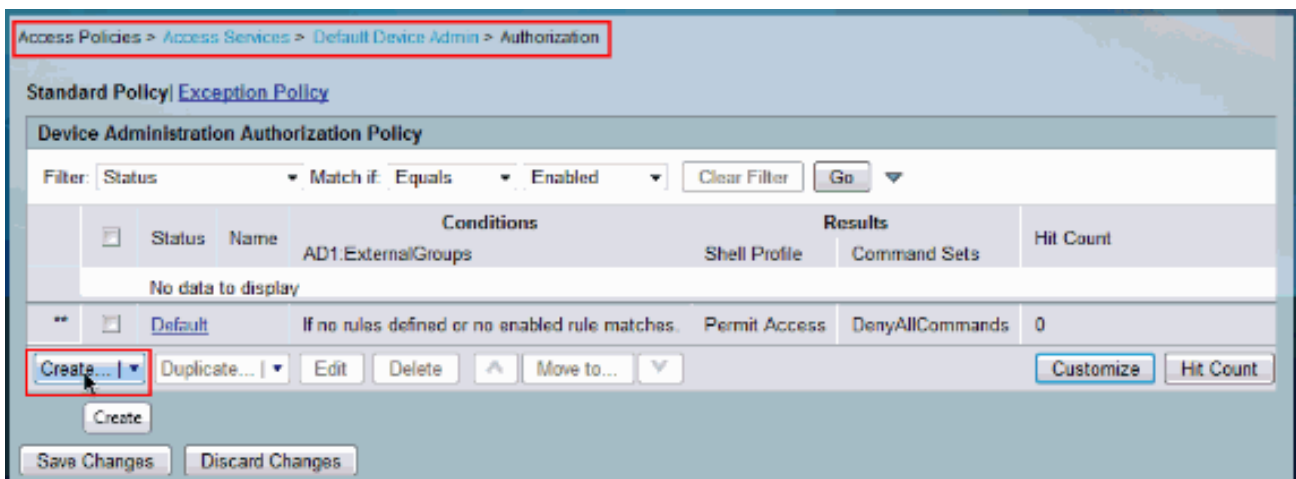 Access Policies > Access Services > Default Device Admin > Authorization
Standard Policy| Exception Policy
Device Administration Authorization Policy
Filter: Status Match if: Equals Enabled Clear Filter Go
Conditions Results
Status Name Hit Count
AD1:ExternalGroups Shell Profile Command Sets
No data to display
** Default If no rules defined or no enabled rule matches. Permit Access DenyAllCommands 0
Create... | Duplicate... | Edit Delete Move to... Customize Hit Count
Create
Save Changes Discard Changes